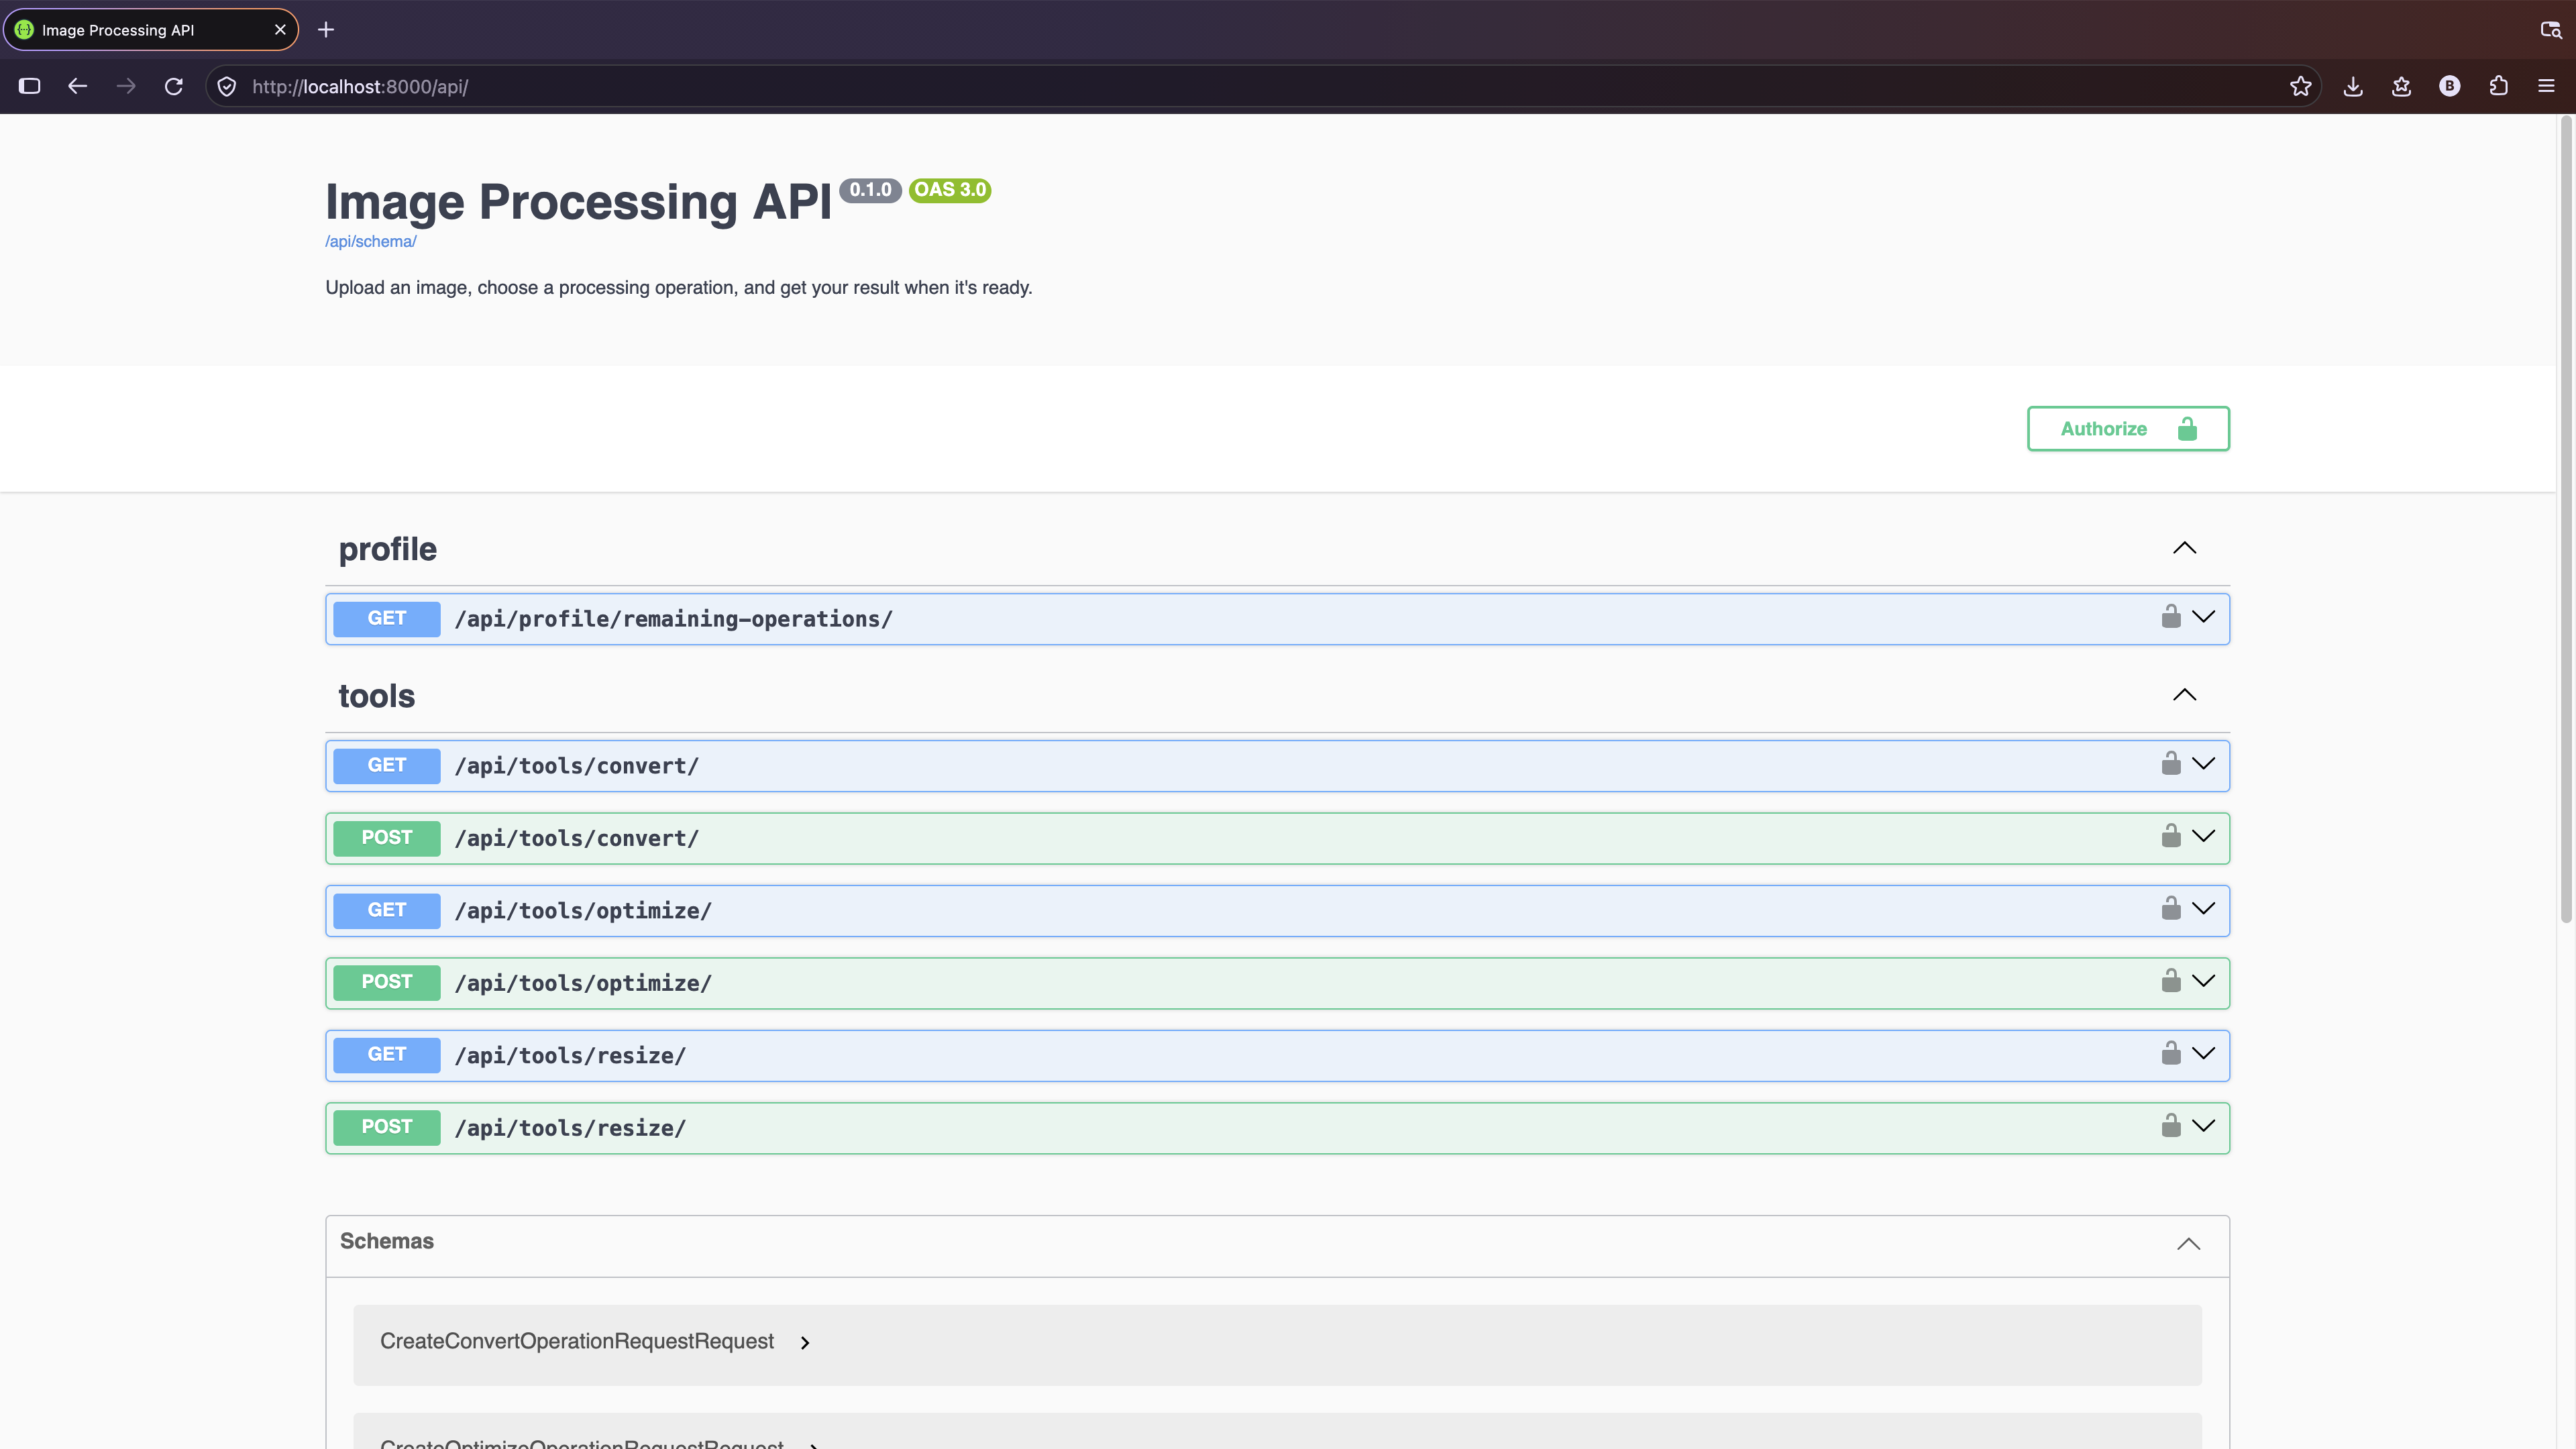 Image Processing API
http://localhost:8000/api/
B
Image Processing API 0.1.0 OAS 3.0
/api/schema/
Upload an image, choose a processing operation, and get your result when it's ready.
Authorize
profile
GET /api/profile/remaining-operations/
tools
GET /api/tools/convert/
POST /api/tools/convert/
GET /api/tools/optimize/
POST /api/tools/optimize/
GET /api/tools/resize/
POST /api/tools/resize/
Schemas
CreateConvertOperationRequestRequest
CreateOptimizeOperationRequestRequest